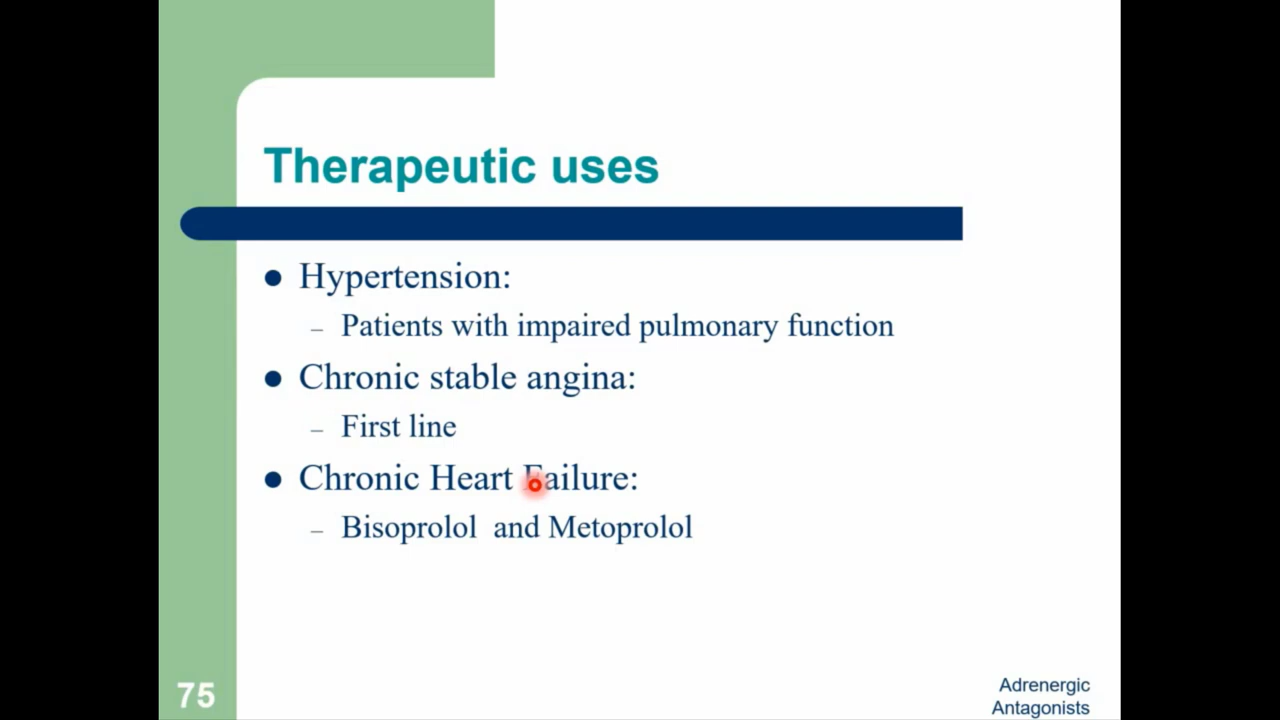 Therapeutic uses
● Hypertension:
– Patients with impaired pulmonary function
● Chronic stable angina:
– First line
● Chronic Heart Failure:
– Bisoprolol and Metoprolol
75
Adrenergic
Antagonists